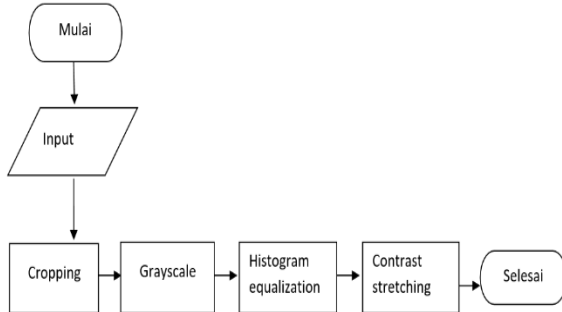 Mulai
Input
Cropping
Grayscale
Histogram
equalization
Contrast
stretching
Selesai